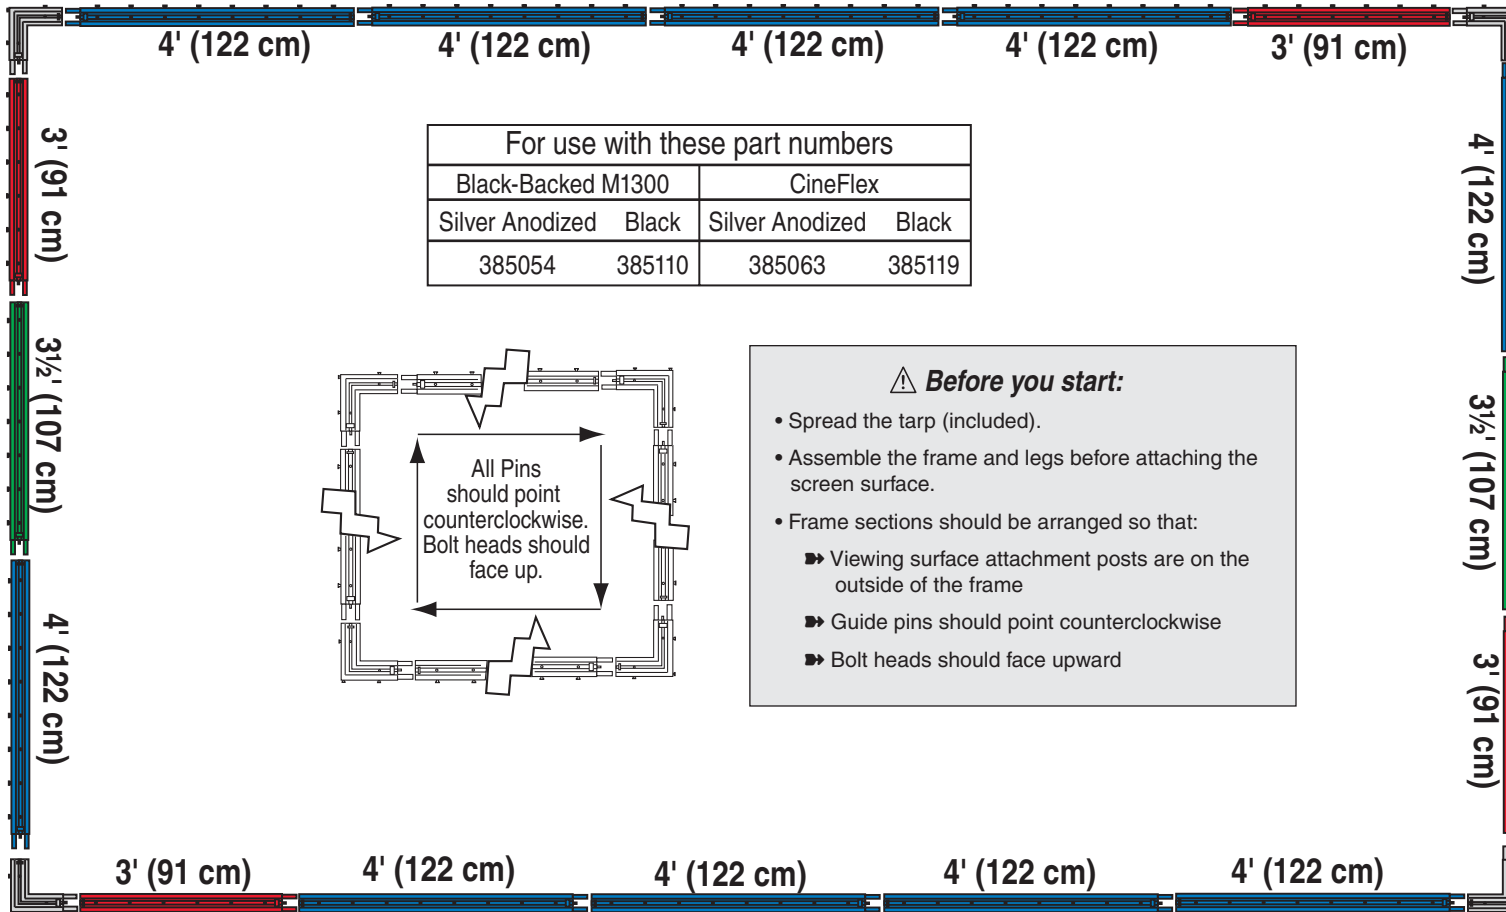 4' (122 cm) 4' (122 cm) 4' (122 cm) 4' (122 cm) 3' (91 cm)
3' (91 cm)
3½' (107 cm)
4' (122 cm)
For use with these part numbers
Black-Backed M1300 CineFlex
Silver Anodized Black Silver Anodized Black
385054 385110 385063 385119
All Pins
should point
counterclockwise.
Bolt heads should
face up.
⚠ Before you start:
• Spread the tarp (included).
• Assemble the frame and legs before attaching the
screen surface.
• Frame sections should be arranged so that:
➽ Viewing surface attachment posts are on the
outside of the frame
➽ Guide pins should point counterclockwise
➽ Bolt heads should face upward
4' (122 cm)
3½' (107 cm)
3' (91 cm)
3' (91 cm) 4' (122 cm) 4' (122 cm) 4' (122 cm) 4' (122 cm)